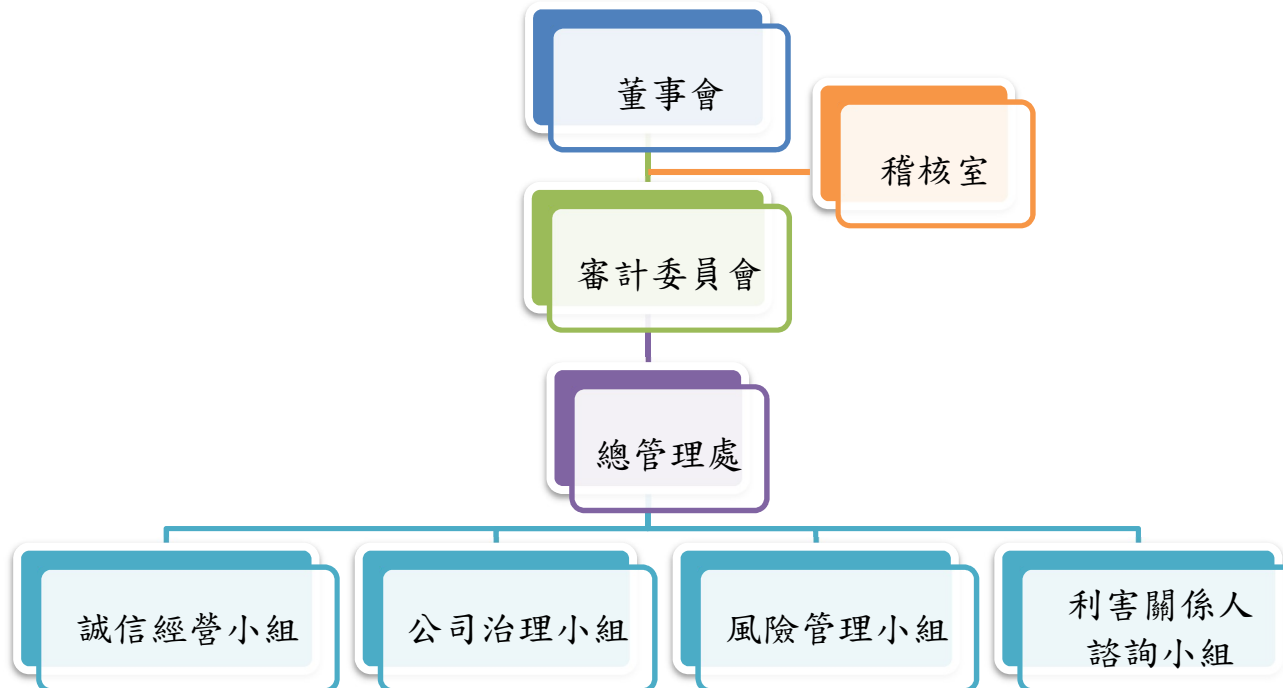 董事會
稽核室
審計委員會
總管理處
誠信經營小組
公司治理小組
風險管理小組
利害關係人
諮詢小組